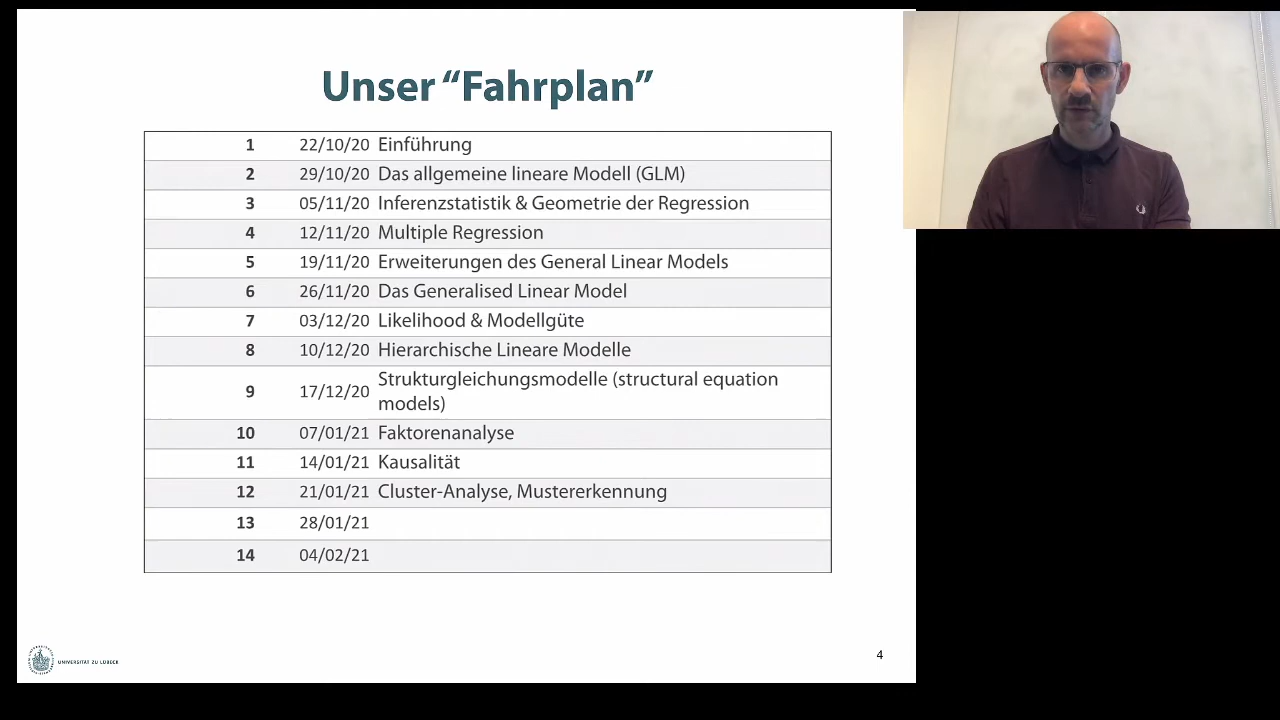 Unser “Fahrplan”
1 22/10/20 Einführung
2 29/10/20 Das allgemeine lineare Modell (GLM)
3 05/11/20 Inferenzstatistik & Geometrie der Regression
4 12/11/20 Multiple Regression
5 19/11/20 Erweiterungen des General Linear Models
6 26/11/20 Das Generalised Linear Model
7 03/12/20 Likelihood & Modellgüte
8 10/12/20 Hierarchische Lineare Modelle
9 17/12/20 Strukturgleichungsmodelle (structural equation
models)
10 07/01/21 Faktorenanalyse
11 14/01/21 Kausalität
12 21/01/21 Cluster-Analyse, Mustererkennung
13 28/01/21
14 04/02/21
UNIVERSITÄT ZU LÜBECK
4